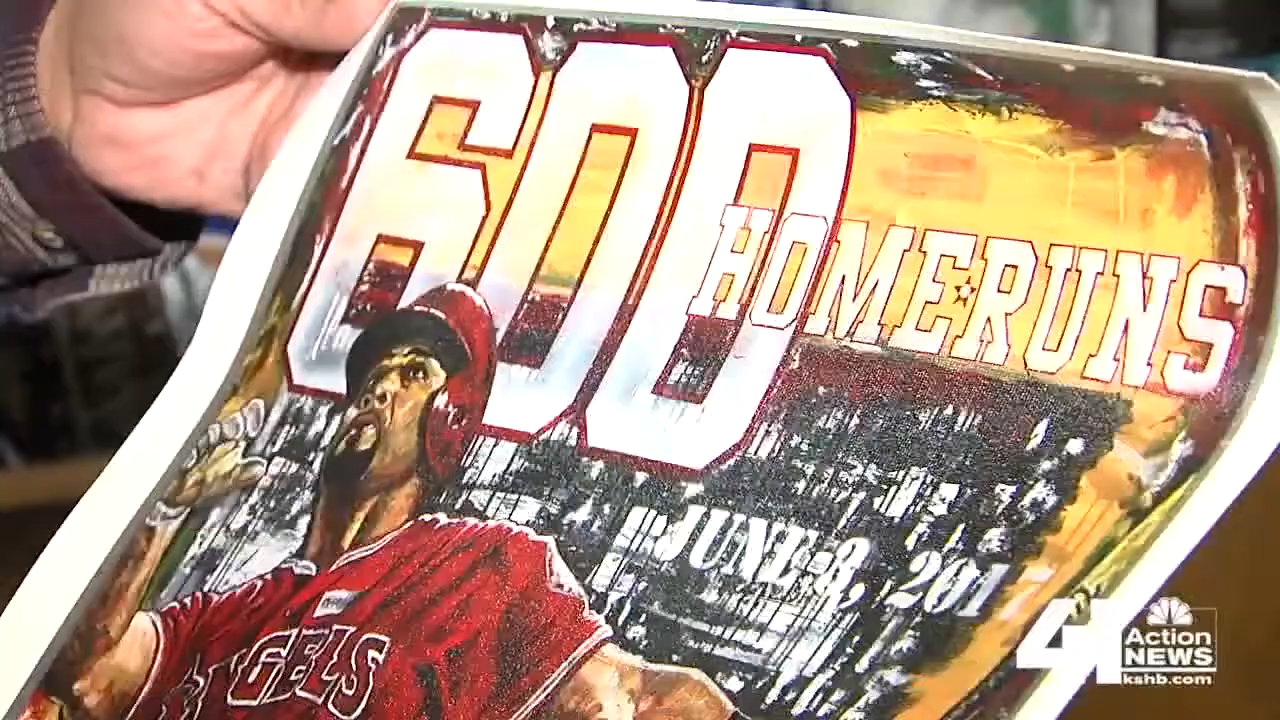 600
HOMERUNS
JUNE 3, 2017
ANGELS
41
Action
NEWS
kshb.com